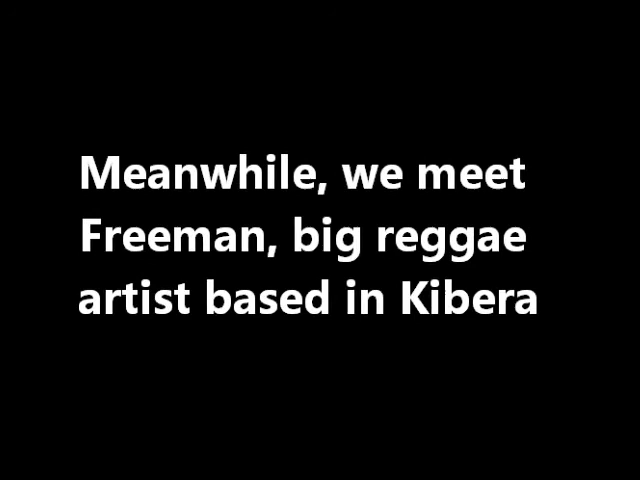 Meanwhile, we meet
Freeman, big reggae
artist based in Kibera